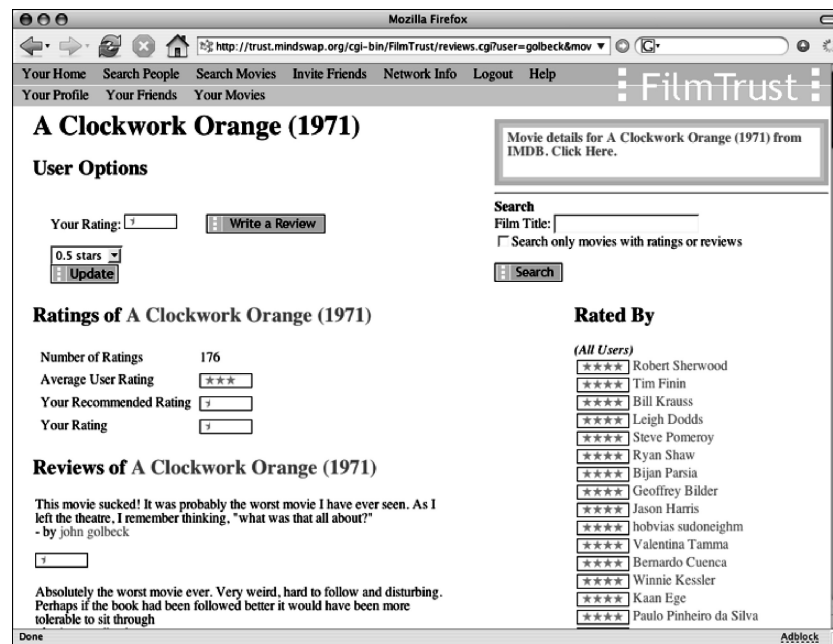 Mozilla Firefox
http://trust.mindswap.org/cgi-bin/FilmTrust/reviews.cgi?user=golbeck&mov
G
Your Home Search People Search Movies Invite Friends Network Info Logout Help
Your Profile Your Friends Your Movies
FilmTrust
A Clockwork Orange (1971)
Movie details for A Clockwork Orange (1971) from
IMDB. Click Here.
User Options
Your Rating:
Write a Review
0.5 stars
Update
Search
Film Title:
Search only movies with ratings or reviews
Search
Ratings of A Clockwork Orange (1971)
Number of Ratings 176
Average User Rating ★★★
Your Recommended Rating
Your Rating
Reviews of A Clockwork Orange (1971)
This movie sucked! It was probably the worst movie I have ever seen. As I
left the theatre, I remember thinking, "what was that all about?"
- by john golbeck
Absolutely the worst movie ever. Very weird, hard to follow and disturbing.
Perhaps if the book had been followed better it would have been more
tolerable to sit through
Rated By
(All Users)
★★★★ Robert Sherwood
★★★★ Tim Finin
★★★★ Bill Krauss
★★★★ Leigh Dodds
★★★★ Steve Pomeroy
★★★★ Ryan Shaw
★★★★ Bijan Parsia
★★★★ Geoffrey Bilder
★★★★ Jason Harris
★★★★ hobvias sudoneighm
★★★★ Valentina Tamma
★★★★ Bernardo Cuenca
★★★★ Winnie Kessler
★★★★ Kaan Ege
★★★★ Paulo Pinheiro da Silva
Done
Adblock